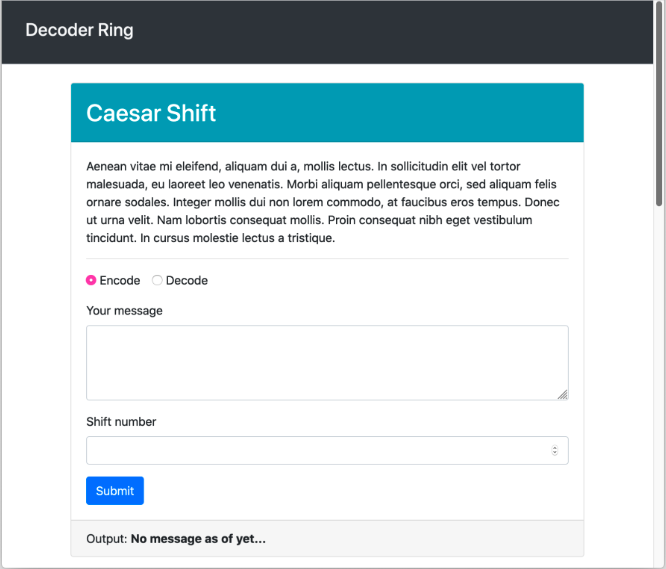 Decoder Ring
Caesar Shift
Aenean vitae mi eleifend, aliquam dui a, mollis lectus. In sollicitudin elit vel tortor
malesuada, eu laoreet leo venenatis. Morbi aliquam pellentesque orci, sed aliquam felis
ornare sodales. Integer mollis dui non lorem commodo, at faucibus eros tempus. Donec
ut urna velit. Nam lobortis consequat mollis. Proin consequat nibh eget vestibulum
tincidunt. In cursus molestie lectus a tristique.
Encode Decode
Your message
Shift number
Submit
Output: No message as of yet...